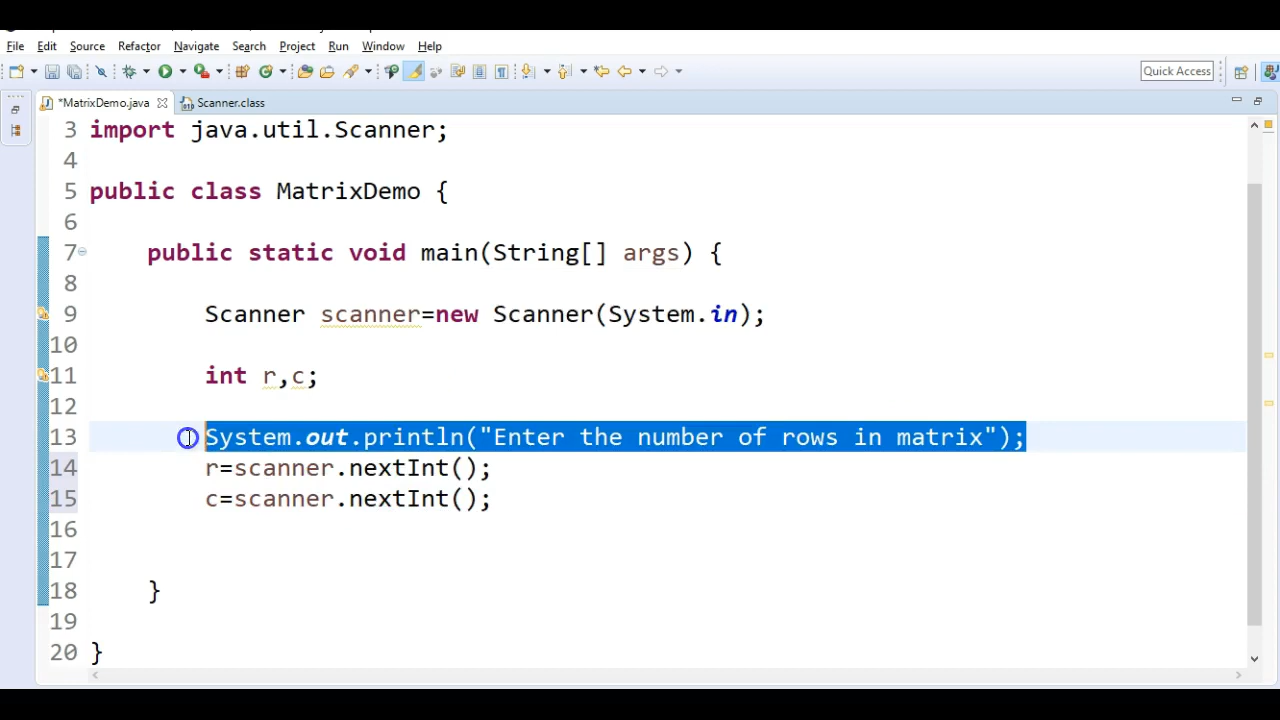 File Edit Source Refactor Navigate Search Project Run Window Help
Quick Access
*MatrixDemo.java Scanner.class
3 import java.util.Scanner;
4
5 public class MatrixDemo {
6
7 public static void main(String[] args) {
8
9 Scanner scanner=new Scanner(System.in);
10
11 int r,c;
12
13 System.out.println("Enter the number of rows in matrix");
14 r=scanner.nextInt();
15 c=scanner.nextInt();
16
17
18 }
19
20 }